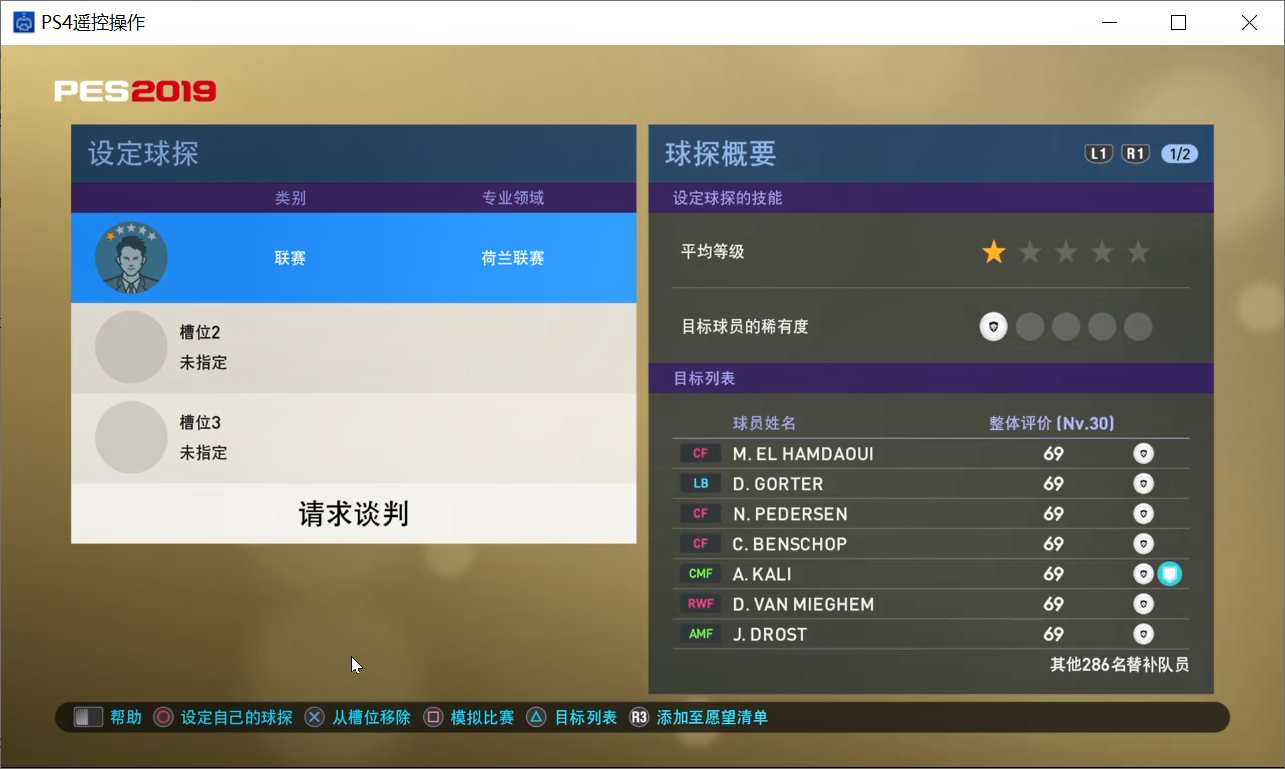 PS4遥控操作
PES2019
设定球探
类别 专业领域
联赛 荷兰联赛
槽位2
未指定
槽位3
未指定
请求谈判
球探概要 L1 R1 1/2
设定球探的技能
平均等级
目标球员的稀有度
目标列表
球员姓名 整体评价 (Nv.30)
CF M. EL HAMDAOUI 69
LB D. GORTER 69
CF N. PEDERSEN 69
CF C. BENSCHOP 69
CMF A. KALI 69
RWF D. VAN MIEGHEM 69
AMF J. DROST 69
其他286名替补队员
帮助 设定自己的球探 从槽位移除 模拟比赛 目标列表 R3 添加至愿望清单